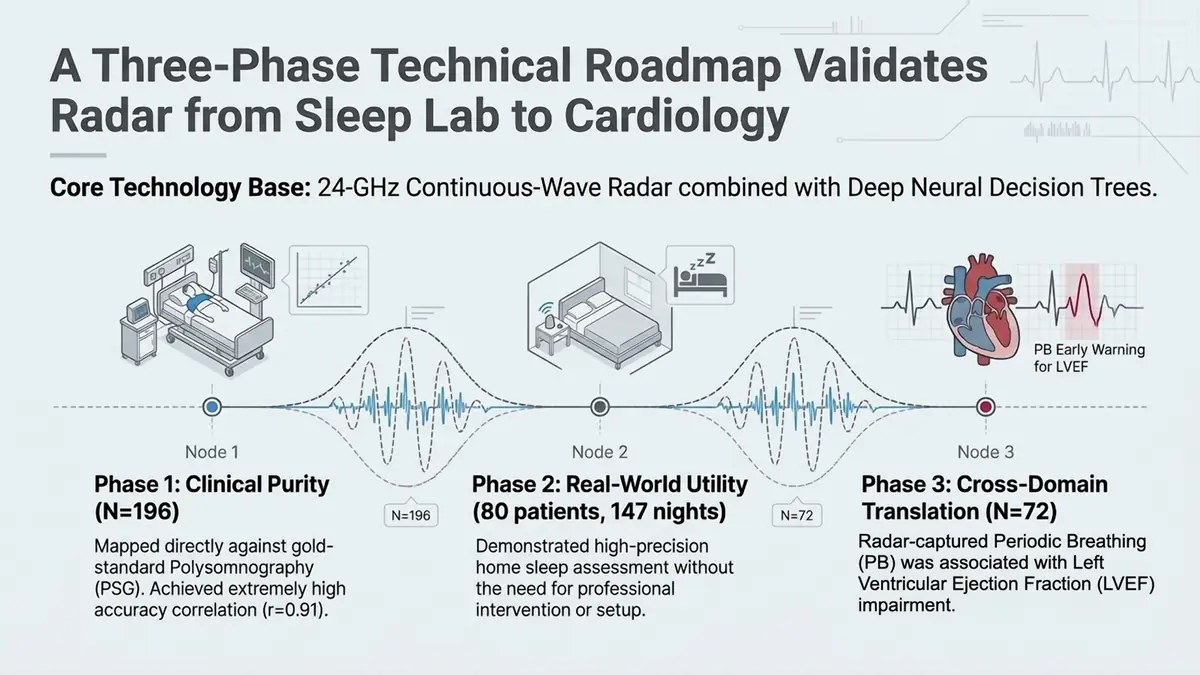 A Three-Phase Technical Roadmap Validates
Radar from Sleep Lab to Cardiology
Core Technology Base: 24-GHz Continuous-Wave Radar combined with Deep Neural Decision Trees.
zzZZ
PB Early Warning
for LVEF
Node 1
Phase 1: Clinical Purity
(N=196)
Mapped directly against gold-
standard Polysomnography
(PSG). Achieved extremely high
accuracy correlation (r=0.91).
N=196
Node 2
Phase 2: Real-World Utility
(80 patients, 147 nights)
Demonstrated high-precision
home sleep assessment without
the need for professional
intervention or setup.
N=72
Node 3
Phase 3: Cross-Domain
Translation (N=72)
Radar-captured Periodic Breathing
(PB) was associated with Left
Ventricular Ejection Fraction (LVEF)
impairment.